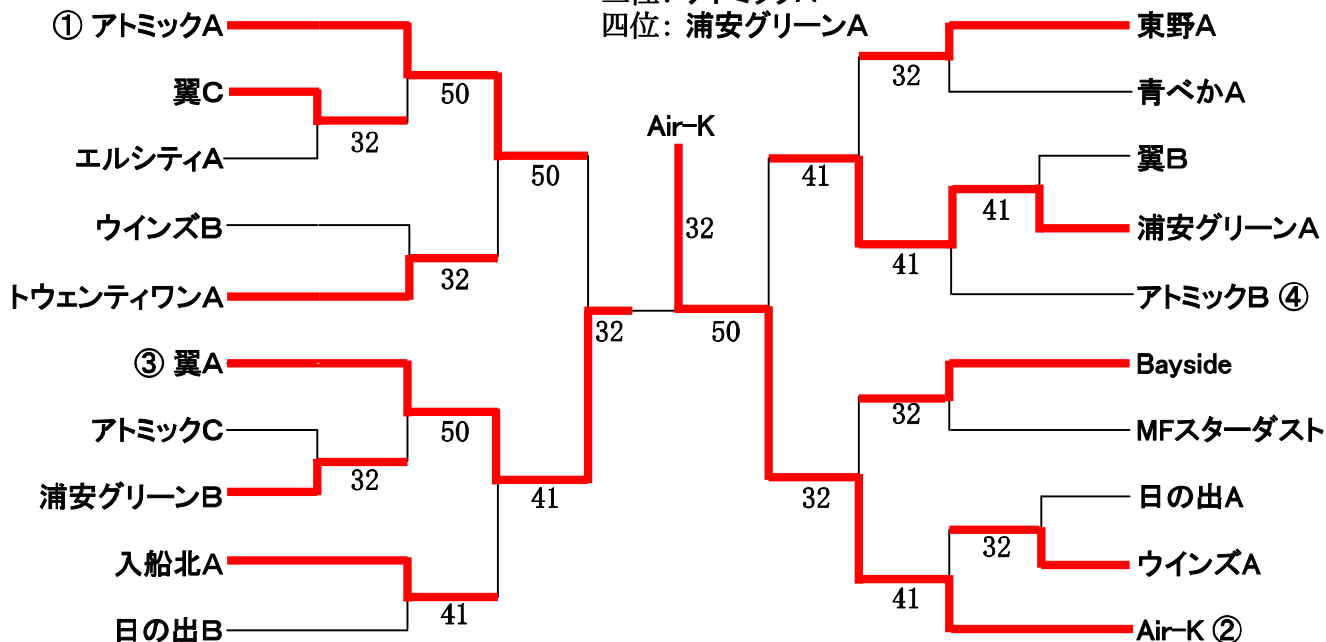 四位: 浦安グリーンA
① アトミックA
翼C
エルシティA
ウインズB
トウェンティワンA
③ 翼A
アトミックC
浦安グリーンB
入船北A
日の出B
50
32
32
50
50
32
41
41
32
Air-K
32
50
32
41
41
41
32
32
32
41
東野A
青べかA
翼B
浦安グリーンA
アトミックB ④
Bayside
MFスターダスト
日の出A
ウインズA
Air-K ②